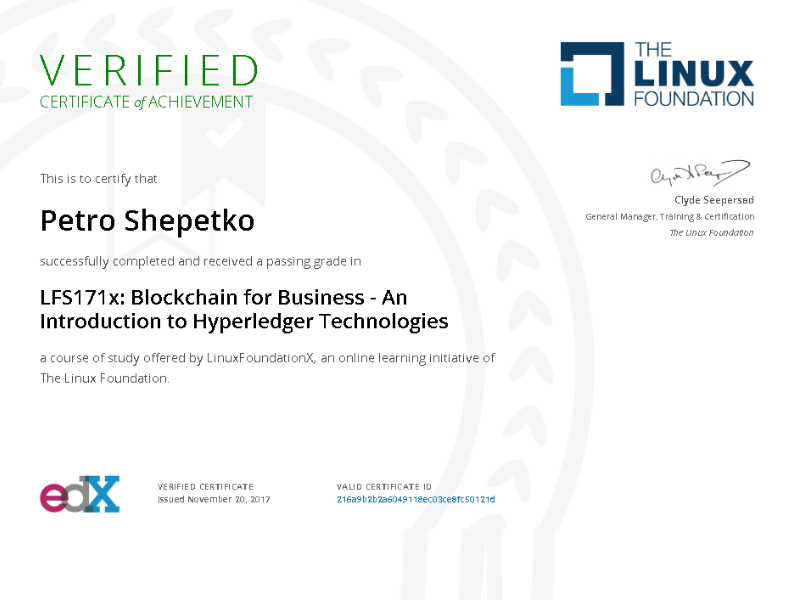 VERIFIED
CERTIFICATE of ACHIEVEMENT
THE
LINUX
FOUNDATION
This is to certify that
Petro Shepetko
successfully completed and received a passing grade in
LFS171x: Blockchain for Business - An
Introduction to Hyperledger Technologies
a course of study offered by LinuxFoundationX, an online learning initiative of
The Linux Foundation.
Clyde Seepersad
General Manager, Training & Certification
The Linux Foundation
edX
VERIFIED CERTIFICATE
Issued November 20, 2017
VALID CERTIFICATE ID
216a9b2b2a6049118ec03ce8fc50121d